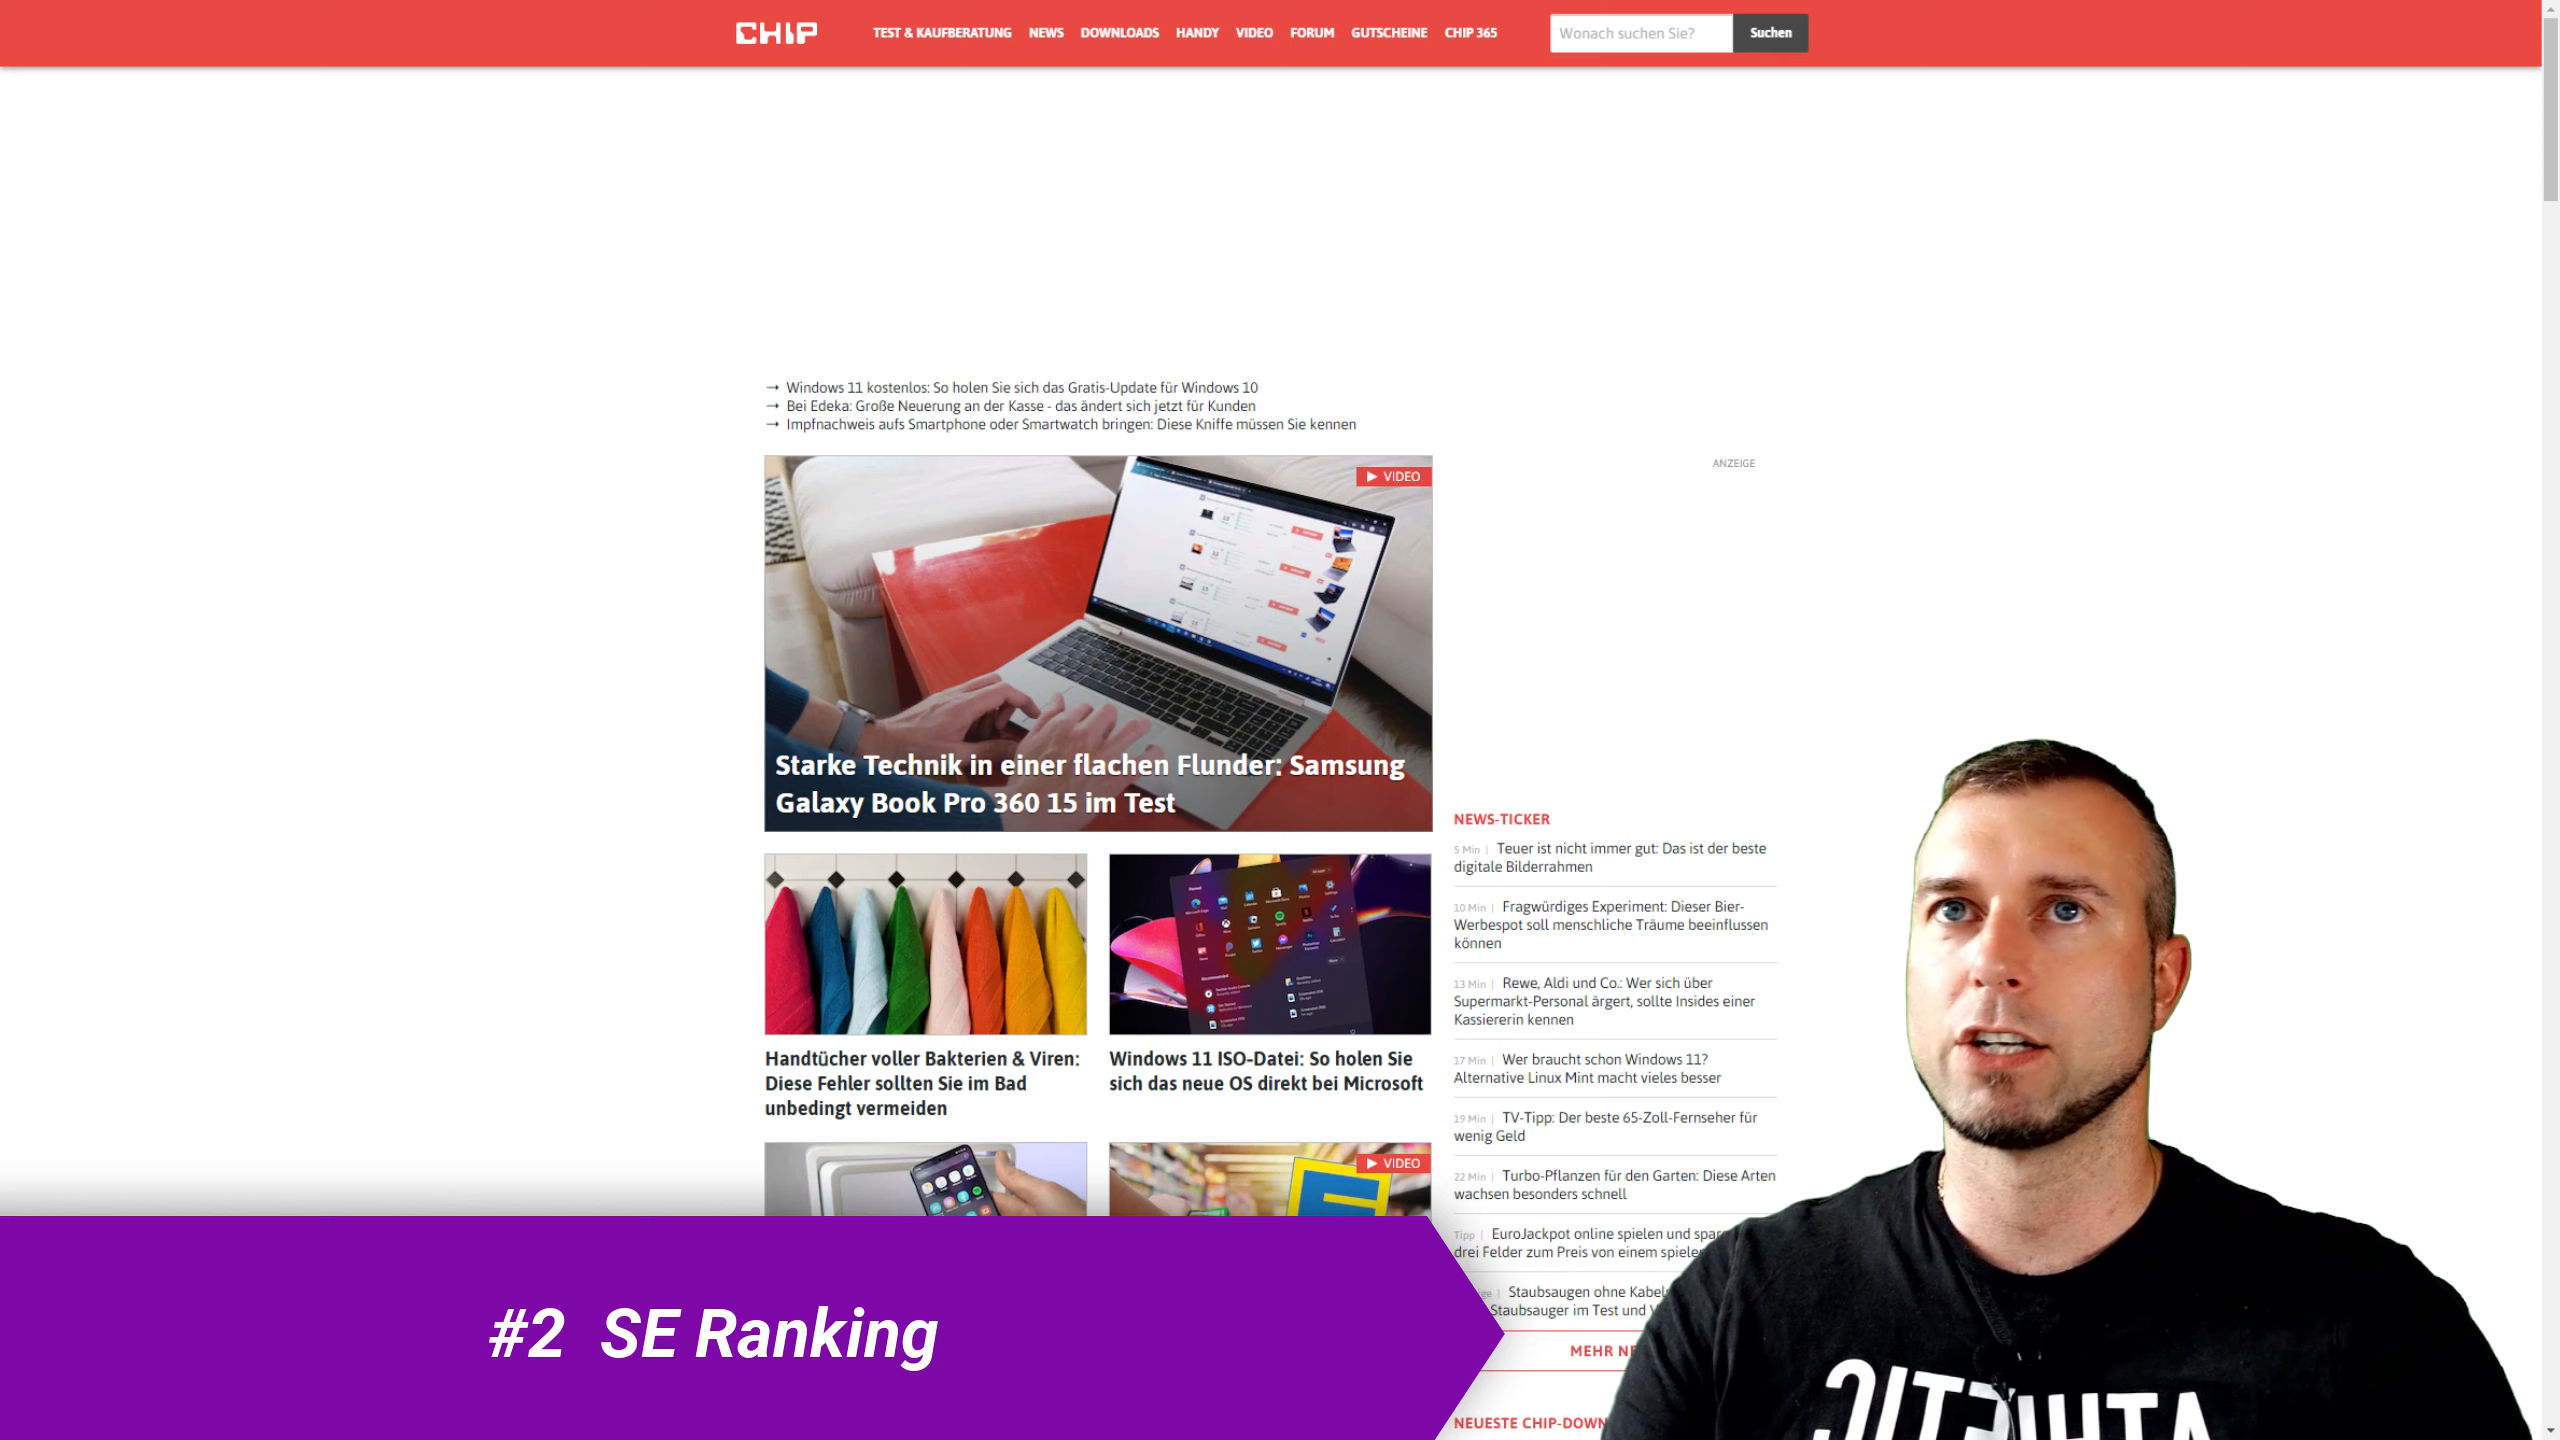 CHIP
TEST & KAUFBERATUNG NEWS DOWNLOADS HANDY VIDEO FORUM GUTSCHEINE CHIP 365
Wonach suchen Sie? Suchen
→ Windows 11 kostenlos: So holen Sie sich das Gratis-Update für Windows 10
→ Bei Edeka: Große Neuerung an der Kasse - das ändert sich jetzt für Kunden
→ Impfnachweis aufs Smartphone oder Smartwatch bringen: Diese Kniffe müssen Sie kennen
VIDEO
Starke Technik in einer flachen Flunder: Samsung
Galaxy Book Pro 360 15 im Test
Handtücher voller Bakterien & Viren:
Diese Fehler sollten Sie im Bad
unbedingt vermeiden
Windows 11 ISO-Datei: So holen Sie
sich das neue OS direkt bei Microsoft
VIDEO
ANZEIGE
NEWS-TICKER
5 Min | Teuer ist nicht immer gut: Das ist der beste
digitale Bilderrahmen
10 Min | Fragwürdiges Experiment: Dieser Bier-
Werbespot soll menschliche Träume beeinflussen
können
13 Min | Rewe, Aldi und Co.: Wer sich über
Supermarkt-Personal ärgert, sollte Insides einer
Kassiererin kennen
17 Min | Wer braucht schon Windows 11?
Alternative Linux Mint macht vieles besser
19 Min | TV-Tipp: Der beste 65-Zoll-Fernseher für
wenig Geld
22 Min | Turbo-Pflanzen für den Garten: Diese Arten
wachsen besonders schnell
Tipp | EuroJackpot online spielen und
drei Felder zum Preis von einem
Staubsaugen ohne
Staubsauger im Test und
MEHR
NEUESTE
#2 SE Ranking